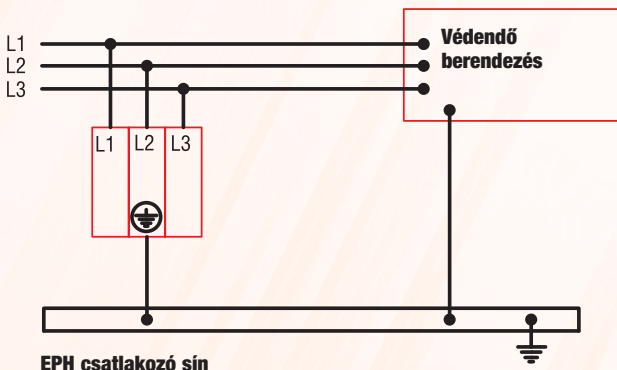 L1
L2
L3
Védendő
berendezés
L1 L2 L3
EPH csatlakozó sín